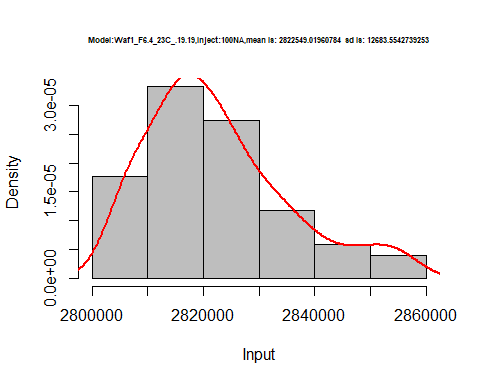 Model:Waf1_F6.4_23C_.19.19,Inject:100NA,mean is: 2822549.01960784  sd is: 12683.5542739253
Density
3.0e-05
1.5e-05
0.0e+00
2800000 2820000 2840000 2860000
Input